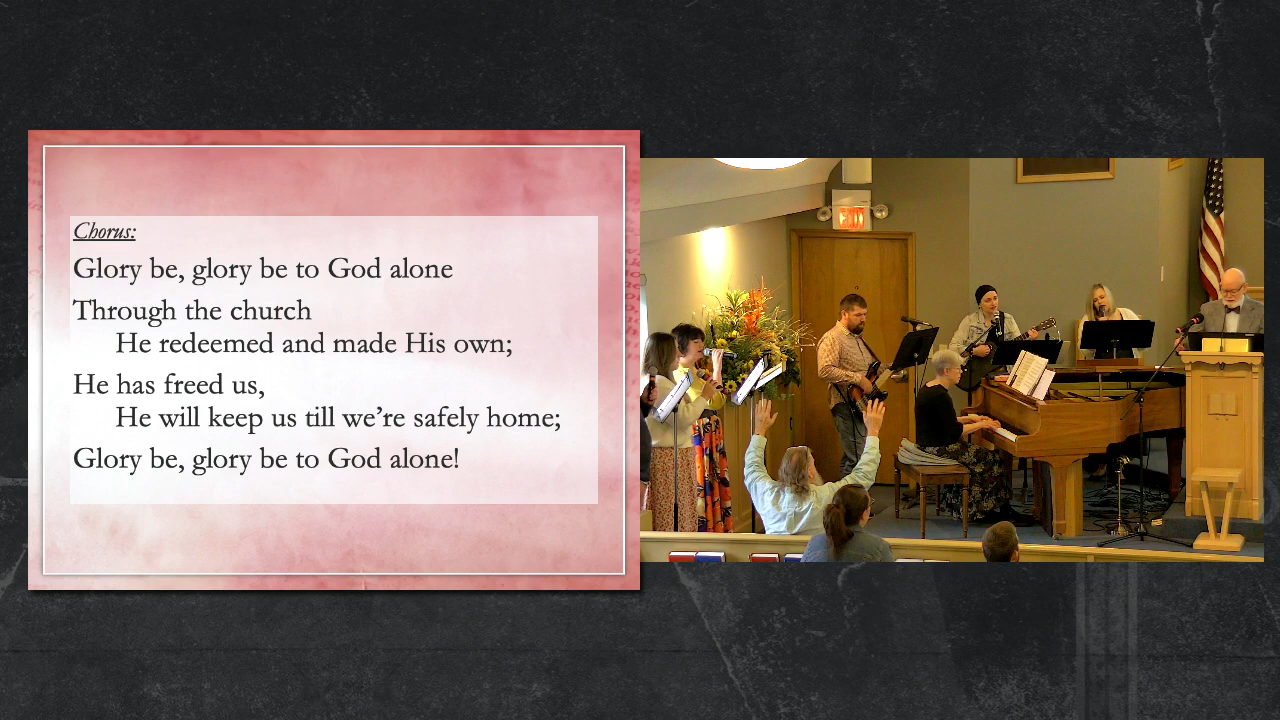 Chorus:
Glory be, glory be to God alone
Through the church
He redeemed and made His own;
He has freed us,
He will keep us till we're safely home;
Glory be, glory be to God alone!
EXIT